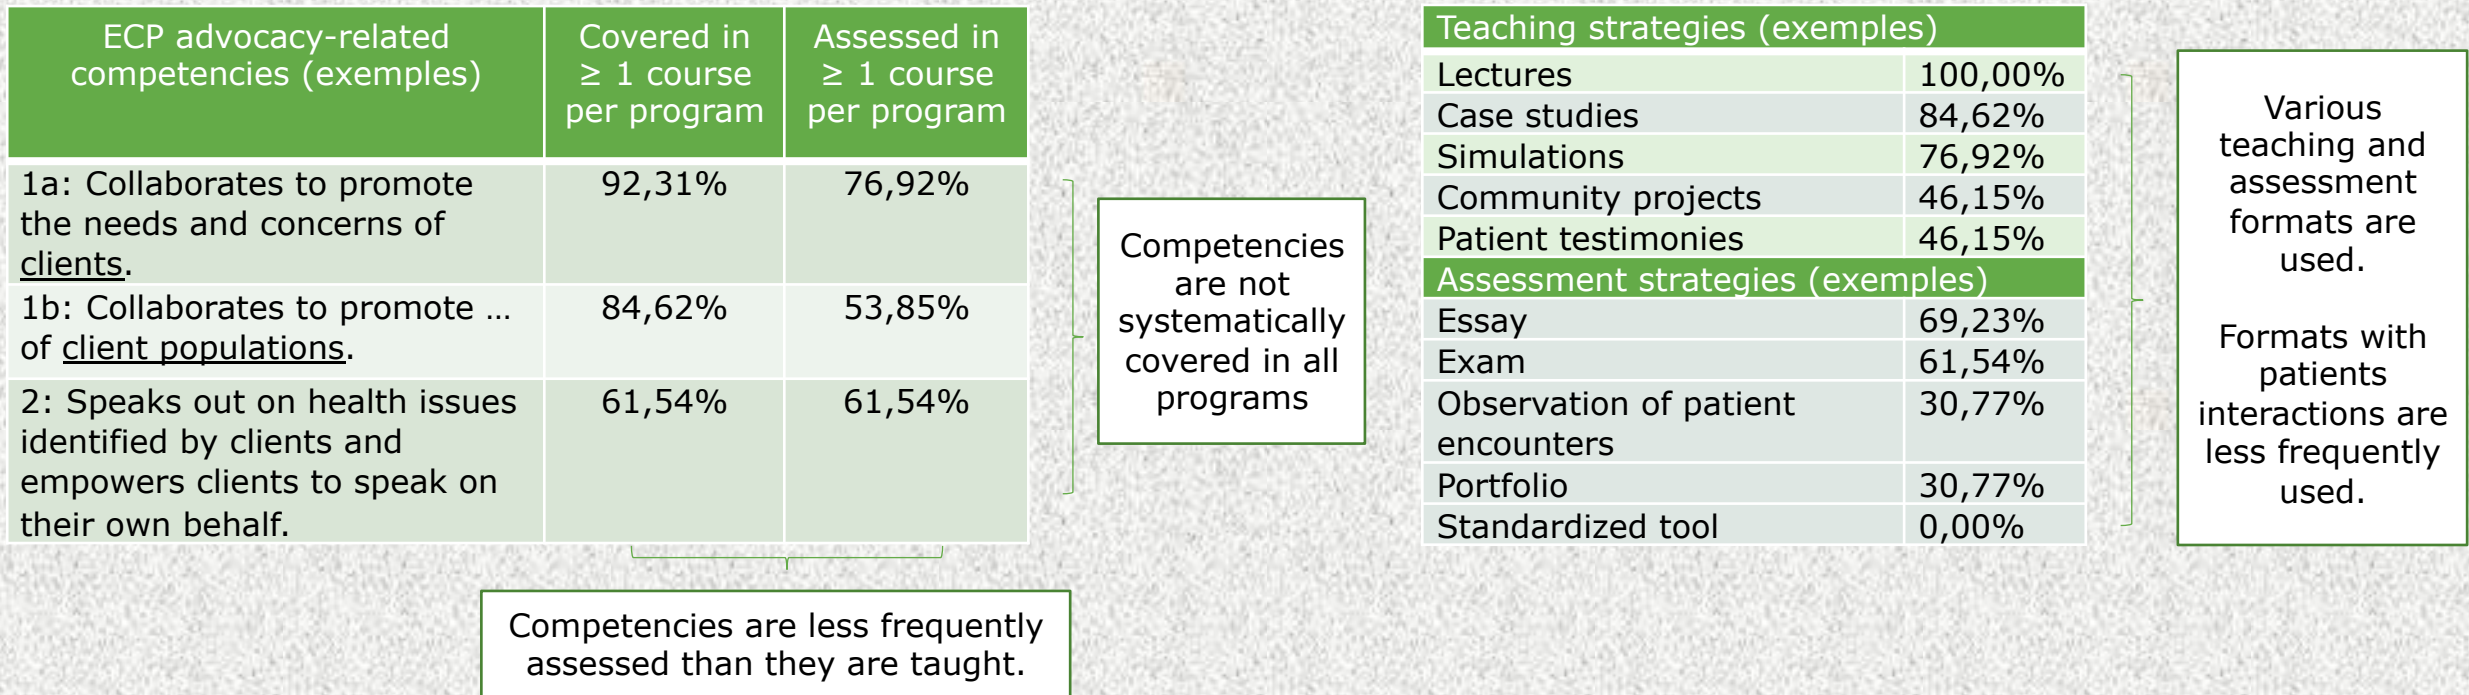 ECP advocacy-related
competencies (exemples)
Covered in
≥ 1 course
per program
Assessed in
≥ 1 course
per program
1a: Collaborates to promote
the needs and concerns of
clients.
92,31%
76,92%
1b: Collaborates to promote …
of client populations.
84,62%
53,85%
2: Speaks out on health issues
identified by clients and
empowers clients to speak on
their own behalf.
61,54%
61,54%
Competencies
are not
systematically
covered in all
programs
Competencies are less frequently
assessed than they are taught.
Teaching strategies (exemples)
Lectures 100,00%
Case studies 84,62%
Simulations 76,92%
Community projects 46,15%
Patient testimonies 46,15%
Assessment strategies (exemples)
Essay 69,23%
Exam 61,54%
Observation of patient 30,77%
encounters
Portfolio 30,77%
Standardized tool 0,00%
Various
teaching and
assessment
formats are
used.
Formats with
patients
interactions are
less frequently
used.